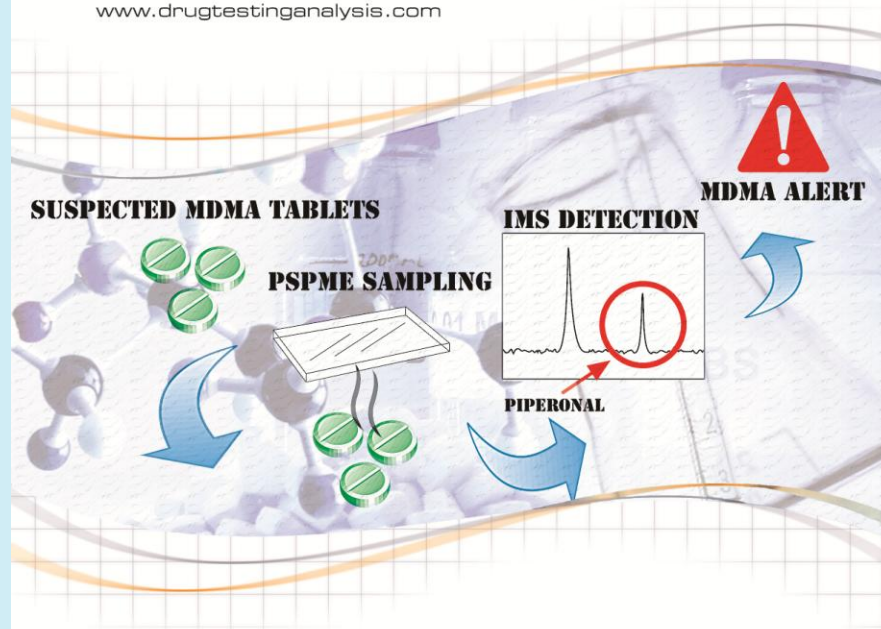 www.drugtestinganalysis.com
MDMA ALERT
SUSPECTED MDMA TABLETS
IMS DETECTION
PSPME SAMPLING
PIPERONAL